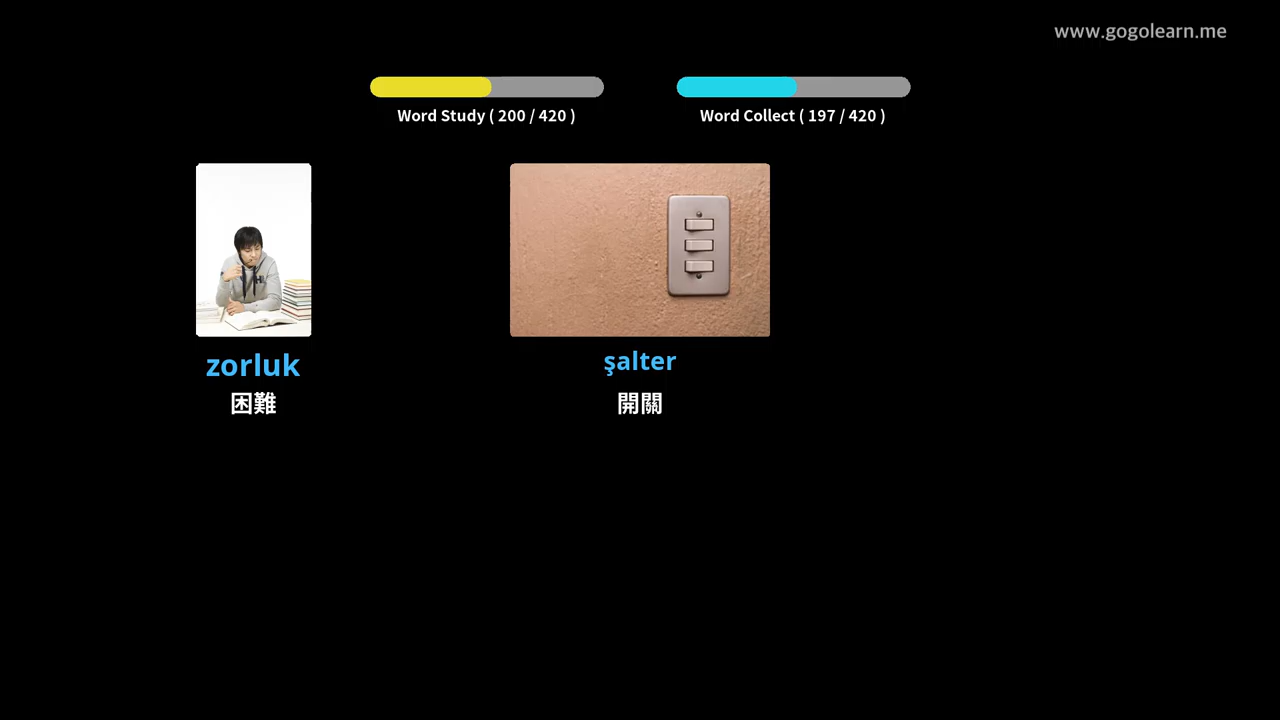 www.gogolearn.me
Word Study ( 200 / 420 )
Word Collect ( 197 / 420 )
zorluk
困難
şalter
開關